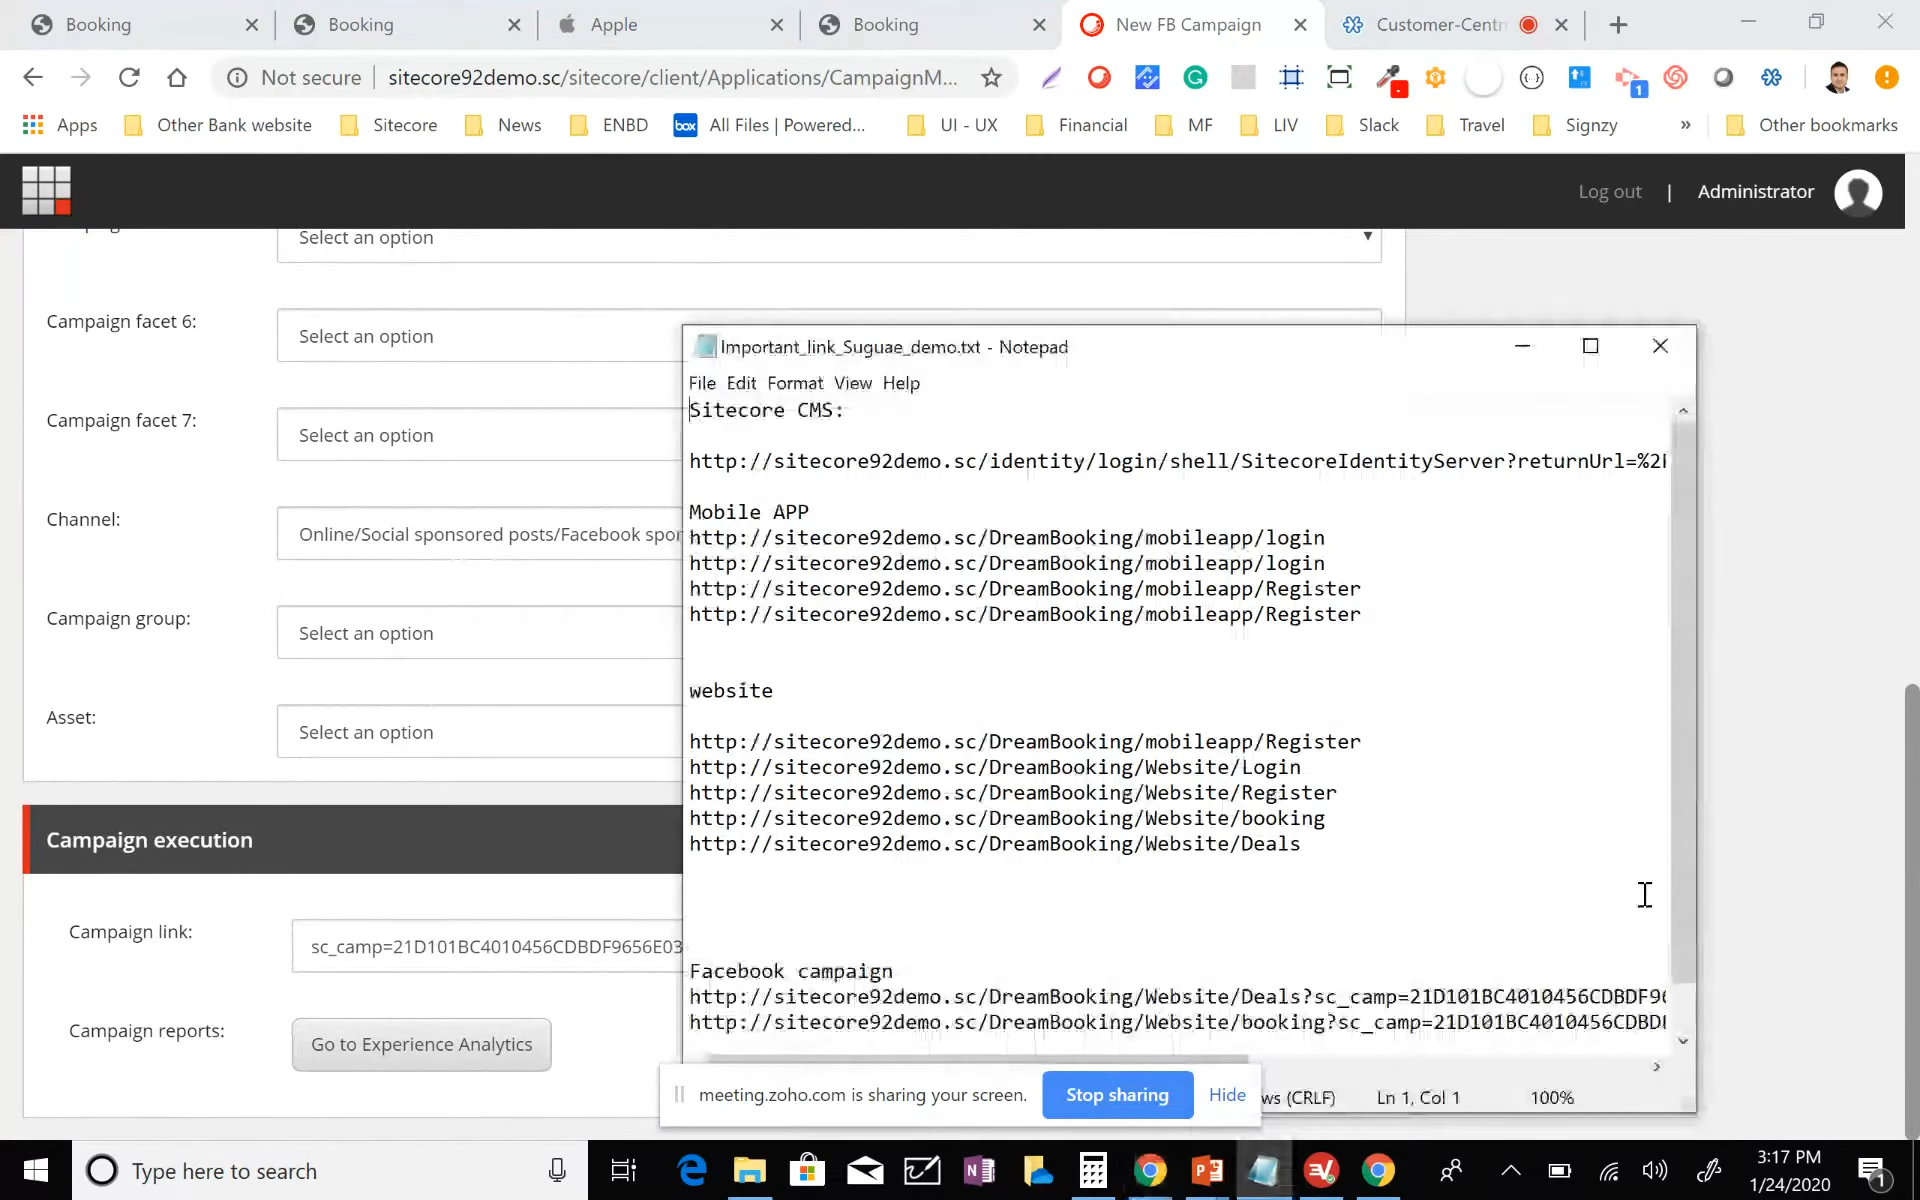 Booking
Booking
Apple
Booking
New FB Campaign
Customer-Centri
Not secure
sitecore92demo.sc/sitecore/client/Applications/CampaignM...
1
Apps
Other Bank website
Sitecore
News
ENBD
box
All Files | Powered...
UI - UX
Financial
MF
LIV
Slack
Travel
Signzy
»
Other bookmarks
Log out | Administrator
Select an option
Campaign facet 6:
Select an option
Campaign facet 7:
Select an option
Channel:
Online/Social sponsored posts/Facebook spon
Campaign group:
Select an option
Asset:
Select an option
Campaign execution
Campaign link:
sc_camp=21D101BC4010456CDBDF9656E03
Campaign reports:
Go to Experience Analytics
Important_link_Suguae_demo.txt - Notepad
File Edit Format View Help
Sitecore CMS:
http://sitecore92demo.sc/identity/login/shell/SitecoreIdentityServer?returnUrl=%2F
Mobile APP
http://sitecore92demo.sc/DreamBooking/mobileapp/login
http://sitecore92demo.sc/DreamBooking/mobileapp/login
http://sitecore92demo.sc/DreamBooking/mobileapp/Register
http://sitecore92demo.sc/DreamBooking/mobileapp/Register
website
http://sitecore92demo.sc/DreamBooking/mobileapp/Register
http://sitecore92demo.sc/DreamBooking/Website/Login
http://sitecore92demo.sc/DreamBooking/Website/Register
http://sitecore92demo.sc/DreamBooking/Website/booking
http://sitecore92demo.sc/DreamBooking/Website/Deals
Facebook campaign
http://sitecore92demo.sc/DreamBooking/Website/Deals?sc_camp=21D101BC4010456CDBDF96
http://sitecore92demo.sc/DreamBooking/Website/booking?sc_camp=21D101BC4010456CDBDF
meeting.zoho.com is sharing your screen.
Stop sharing
Hide
ws (CRLF)
Ln 1, Col 1
100%
Type here to search
3:17 PM
1/24/2020
1